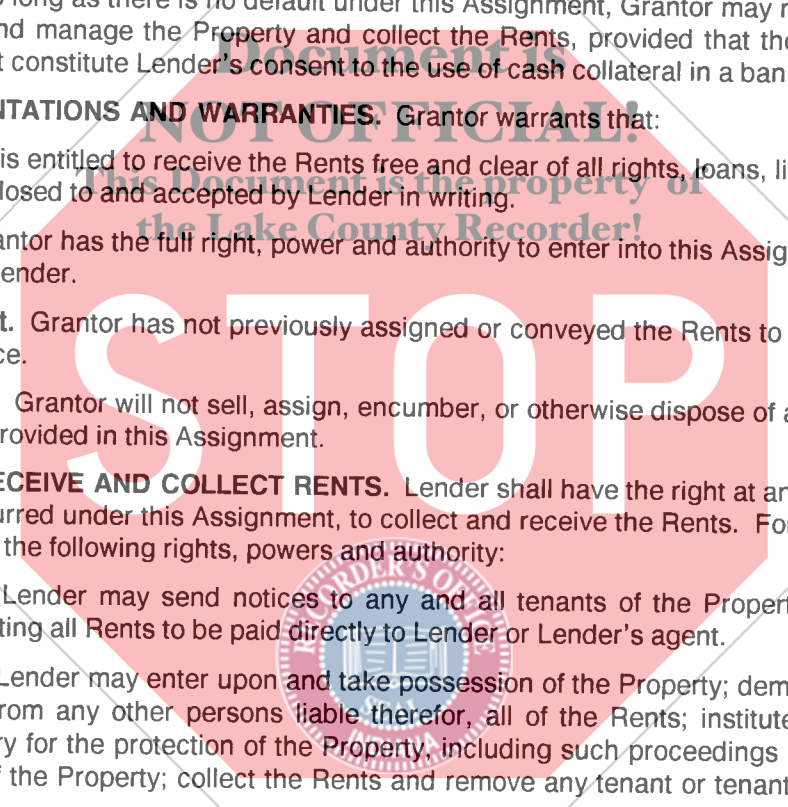 long as there is no default under this Assignment, Grantor may
nd manage the Property and collect the Rents, provided that the
Document is
t constitute Lender's consent to the use of cash collateral in a ban
NOT OFFICIAL!
NTATIONS AND WARRANTIES. Grantor warrants that:
is entitled to receive the Rents free and clear of all rights, loans, li
This Document is the property of
losed to and accepted by Lender in writing.
the Lake County Recorder!
antor has the full right, power and authority to enter into this Assig
ender.
t. Grantor has not previously assigned or conveyed the Rents to
ce.
STOP
Grantor will not sell, assign, encumber, or otherwise dispose of a
rovided in this Assignment.
ECEIVE AND COLLECT RENTS. Lender shall have the right at an
urred under this Assignment, to collect and receive the Rents. Fo
the following rights, powers and authority:
RECORDER'S OFFICE
Lender may send notices to any and all tenants of the Propert
ting all Rents to be paid directly to Lender or Lender's agent.
Lender may enter upon and take possession of the Property; dem
from any other persons liable therefor, all of the Rents; institute
SEAL
ry for the protection of the Property, including such proceedings
INDIANA
f the Property; collect the Rents and remove any tenant or tenant